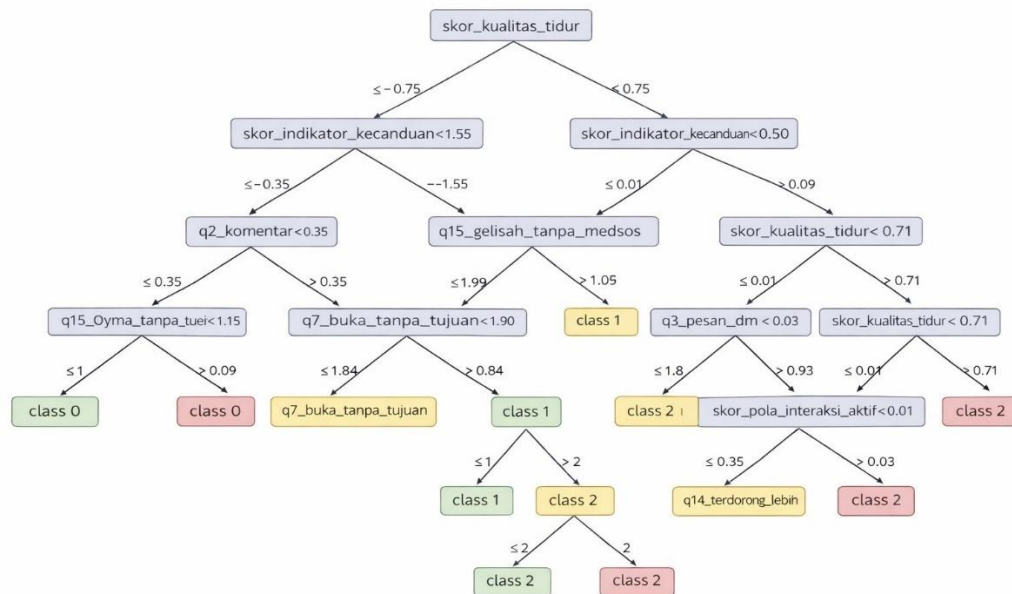 skor_kualitas_tidur
≤-0.75
≤ 0.75
skor_indikator_kecanduan<1.55
skor_indikator_kecanduan<0.50
≤-0.35
--1.55
≤ 0.01
> 0.09
q2_komentar<0.35
q15_gelisah_tanpa_medsos
skor_kualitas_tidur< 0.71
≤ 0.35
> 0.35
≤1.99
> 1.05
≤ 0.01
> 0.71
q15_Oyma_tanpa_tuei<1.15
q7_buka_tanpa_tujuan<1.90
class 1
q3_pesan_dm < 0.03
skor_kualitas_tidur< 0.71
≤ 1
> 0.09
≤ 1.84
> 0.84
≤ 1.8
> 0.93
≤ 0.01
> 0.71
class 0
class 0
q7_buka_tanpa_tujuan
class 1
class 2
skor_pola_interaksi_aktif<0.01
class 2
≤ 1
> 2
≤ 0.35
> 0.03
class 1
class 2
q14_terdorong_lebih
class 2
≤ 2
2
class 2
class 2